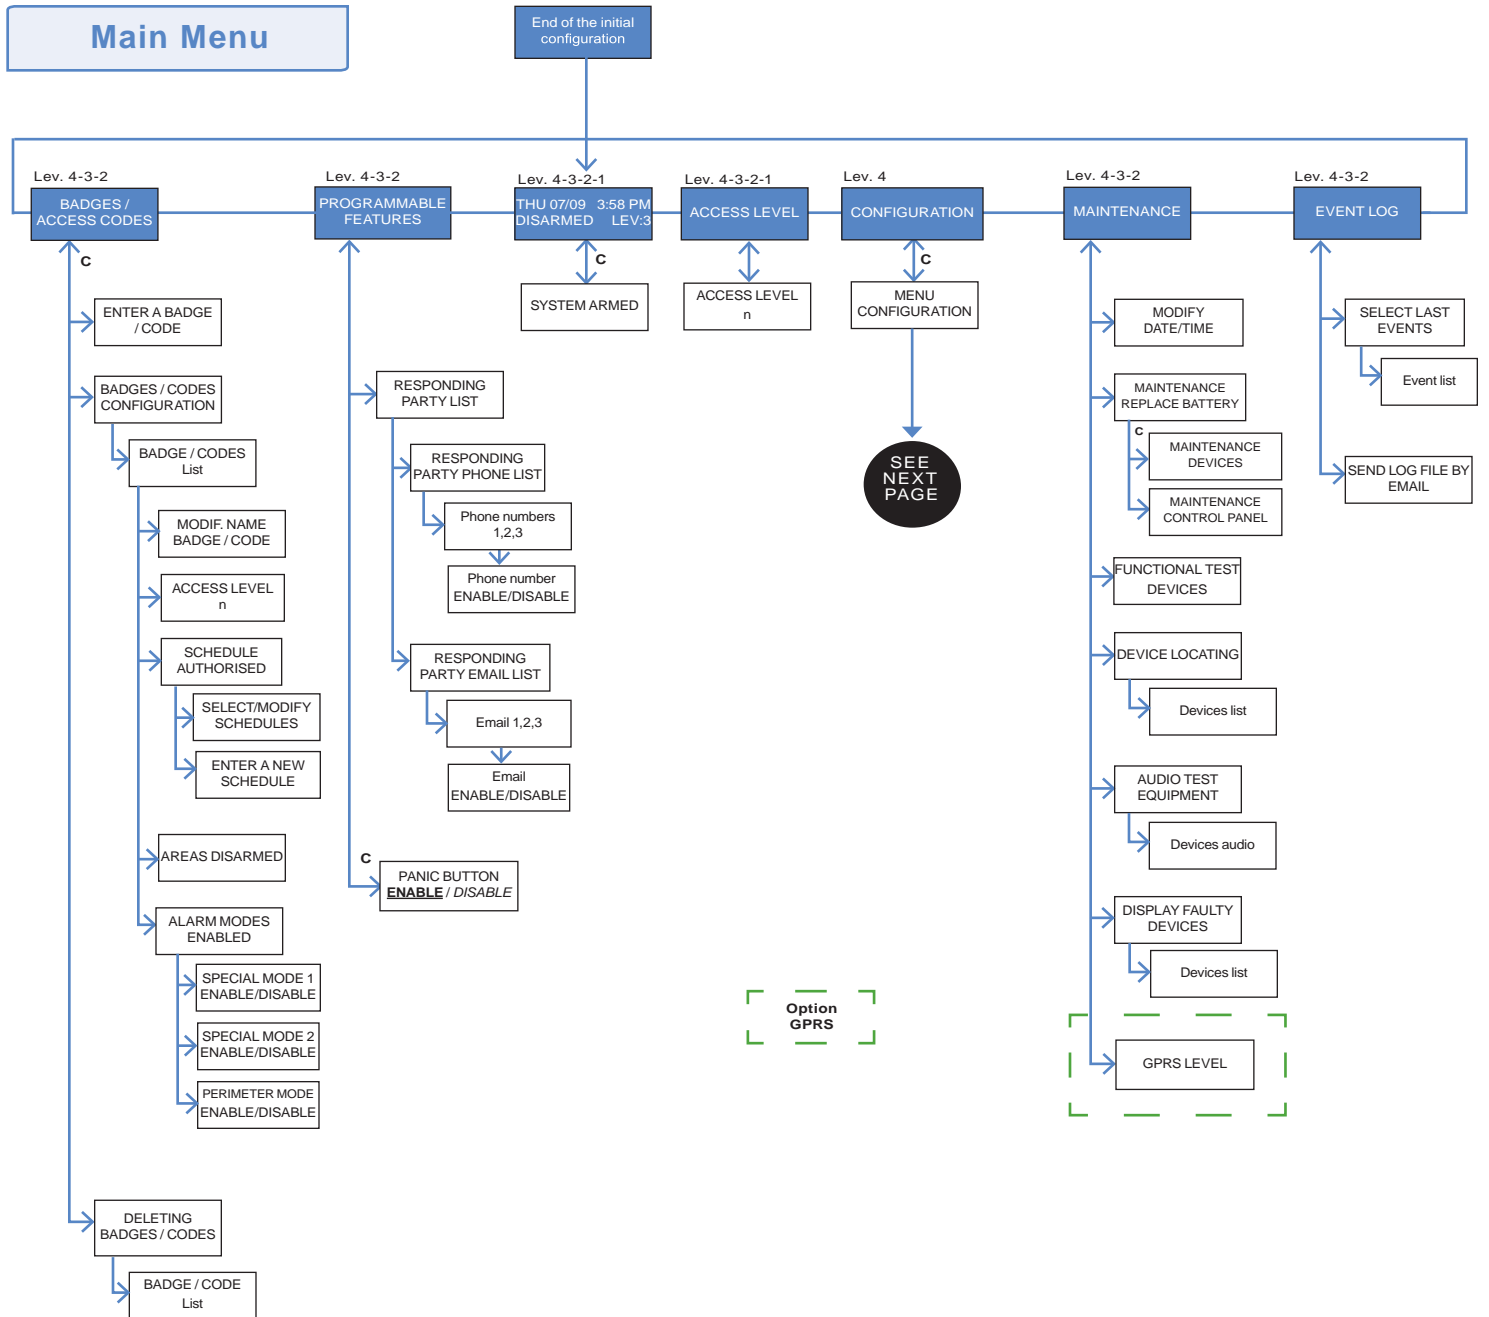 Main Menu
End of the initial
configuration
Lev. 4-3-2
BADGES /
ACCESS CODES
C
ENTER A BADGE
/ CODE
BADGES / CODES
CONFIGURATION
BADGE / CODES
List
MODIF. NAME
BADGE / CODE
ACCESS LEVEL
n
SCHEDULE
AUTHORISED
SELECT/MODIFY
SCHEDULES
ENTER A NEW
SCHEDULE
AREAS DISARMED
ALARM MODES
ENABLED
SPECIAL MODE 1
ENABLE/DISABLE
SPECIAL MODE 2
ENABLE/DISABLE
PERIMETER MODE
ENABLE/DISABLE
DELETING
BADGES / CODES
BADGE / CODE
List
Lev. 4-3-2
PROGRAMMABLE
FEATURES
RESPONDING
PARTY LIST
RESPONDING
PARTY PHONE LIST
Phone numbers
1,2,3
Phone number
ENABLE/DISABLE
RESPONDING
PARTY EMAIL LIST
Email 1,2,3
Email
ENABLE/DISABLE
C
PANIC BUTTON
ENABLE / DISABLE
Lev. 4-3-2-1
THU 07/09 3:58 PM
DISARMED LEV:3
C
SYSTEM ARMED
Lev. 4-3-2-1
ACCESS LEVEL
ACCESS LEVEL
n
Lev. 4
CONFIGURATION
C
MENU
CONFIGURATION
SEE
NEXT
PAGE
Option
GPRS
Lev. 4-3-2
MAINTENANCE
MODIFY
DATE/TIME
MAINTENANCE
REPLACE BATTERY
C
MAINTENANCE
DEVICES
MAINTENANCE
CONTROL PANEL
FUNCTIONAL TEST
DEVICES
DEVICE LOCATING
Devices list
AUDIO TEST
EQUIPMENT
Devices audio
DISPLAY FAULTY
DEVICES
Devices list
GPRS LEVEL
Lev. 4-3-2
EVENT LOG
SELECT LAST
EVENTS
Event list
SEND LOG FILE BY
EMAIL